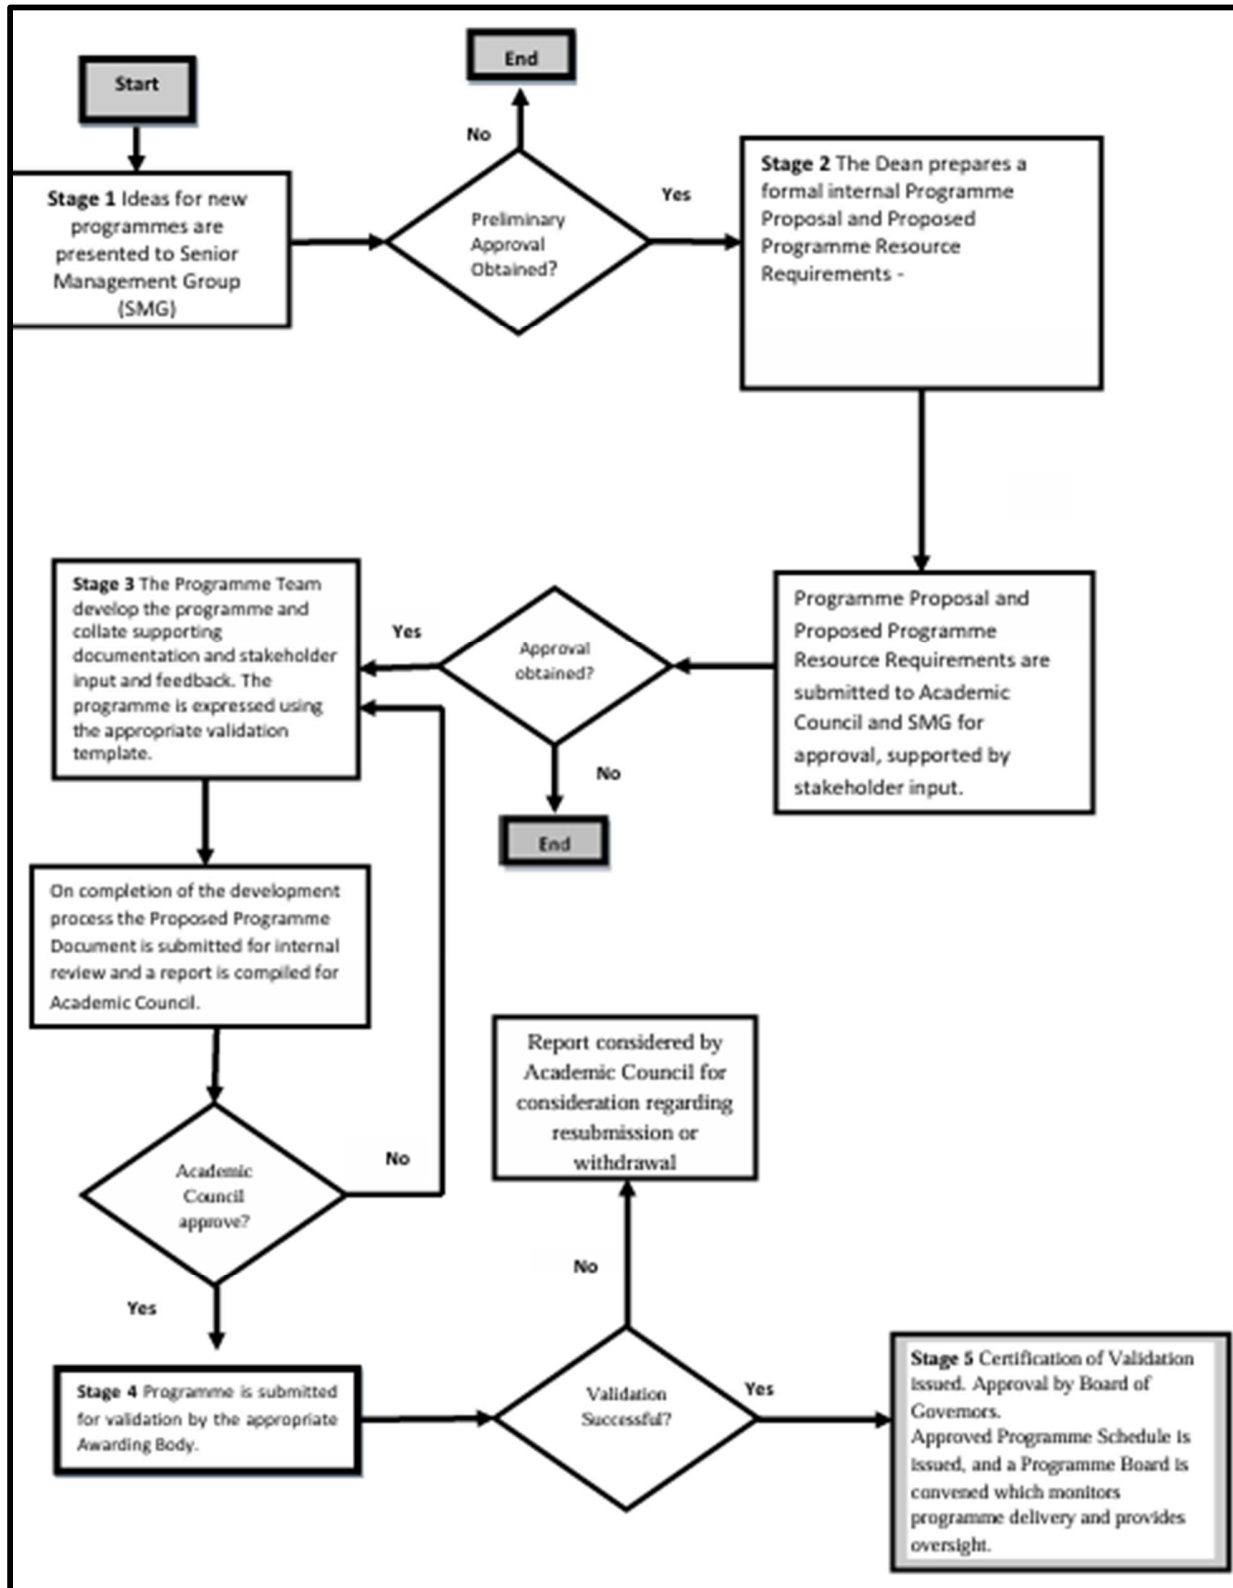 Start
Stage 1 Ideas for new
programmes are
presented to Senior
Management Group
(SMG)
End
No
Preliminary
Approval
Obtained?
Yes
Stage 2 The Dean prepares a
formal internal Programme
Proposal and Proposed
Programme Resource
Requirements -
Programme Proposal and
Proposed Programme
Resource Requirements are
submitted to Academic
Council and SMG for
approval, supported by
stakeholder input.
Approval
obtained?
Yes
No
End
Stage 3 The Programme Team
develop the programme and
collate supporting
documentation and stakeholder
input and feedback. The
programme is expressed using
the appropriate validation
template.
On completion of the development
process the Proposed Programme
Document is submitted for internal
review and a report is compiled for
Academic Council.
Academic
Council
approve?
No
Yes
Stage 4 Programme is submitted
for validation by the appropriate
Awarding Body.
Validation
Successful?
No
Report considered by
Academic Council for
consideration regarding
resubmission or
withdrawal
Yes
Stage 5 Certification of Validation
issued. Approval by Board of
Governors.
Approved Programme Schedule is
issued, and a Programme Board is
convened which monitors
programme delivery and provides
oversight.